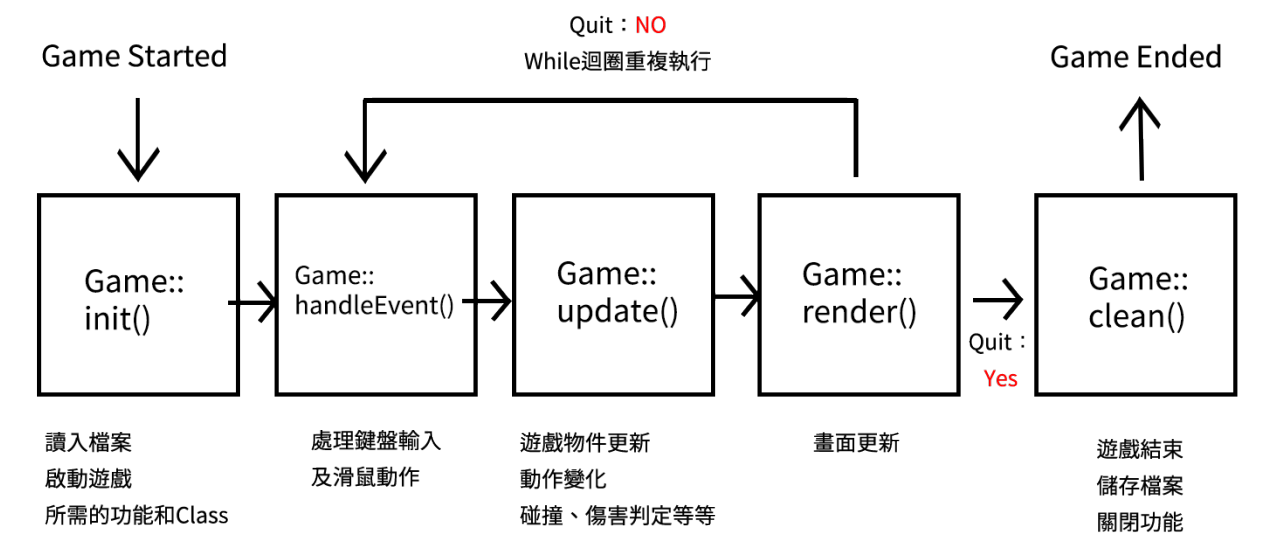 Quit：NO
While迴圈重複執行
Game Started
Game Ended
Game::
init()
Game::
handleEvent()
Game::
update()
Game::
render()
Quit：
Yes
Game::
clean()
讀入檔案
啟動遊戲
所需的功能和Class
處理鍵盤輸入
及滑鼠動作
遊戲物件更新
動作變化
碰撞、傷害判定等等
畫面更新
遊戲結束
儲存檔案
關閉功能